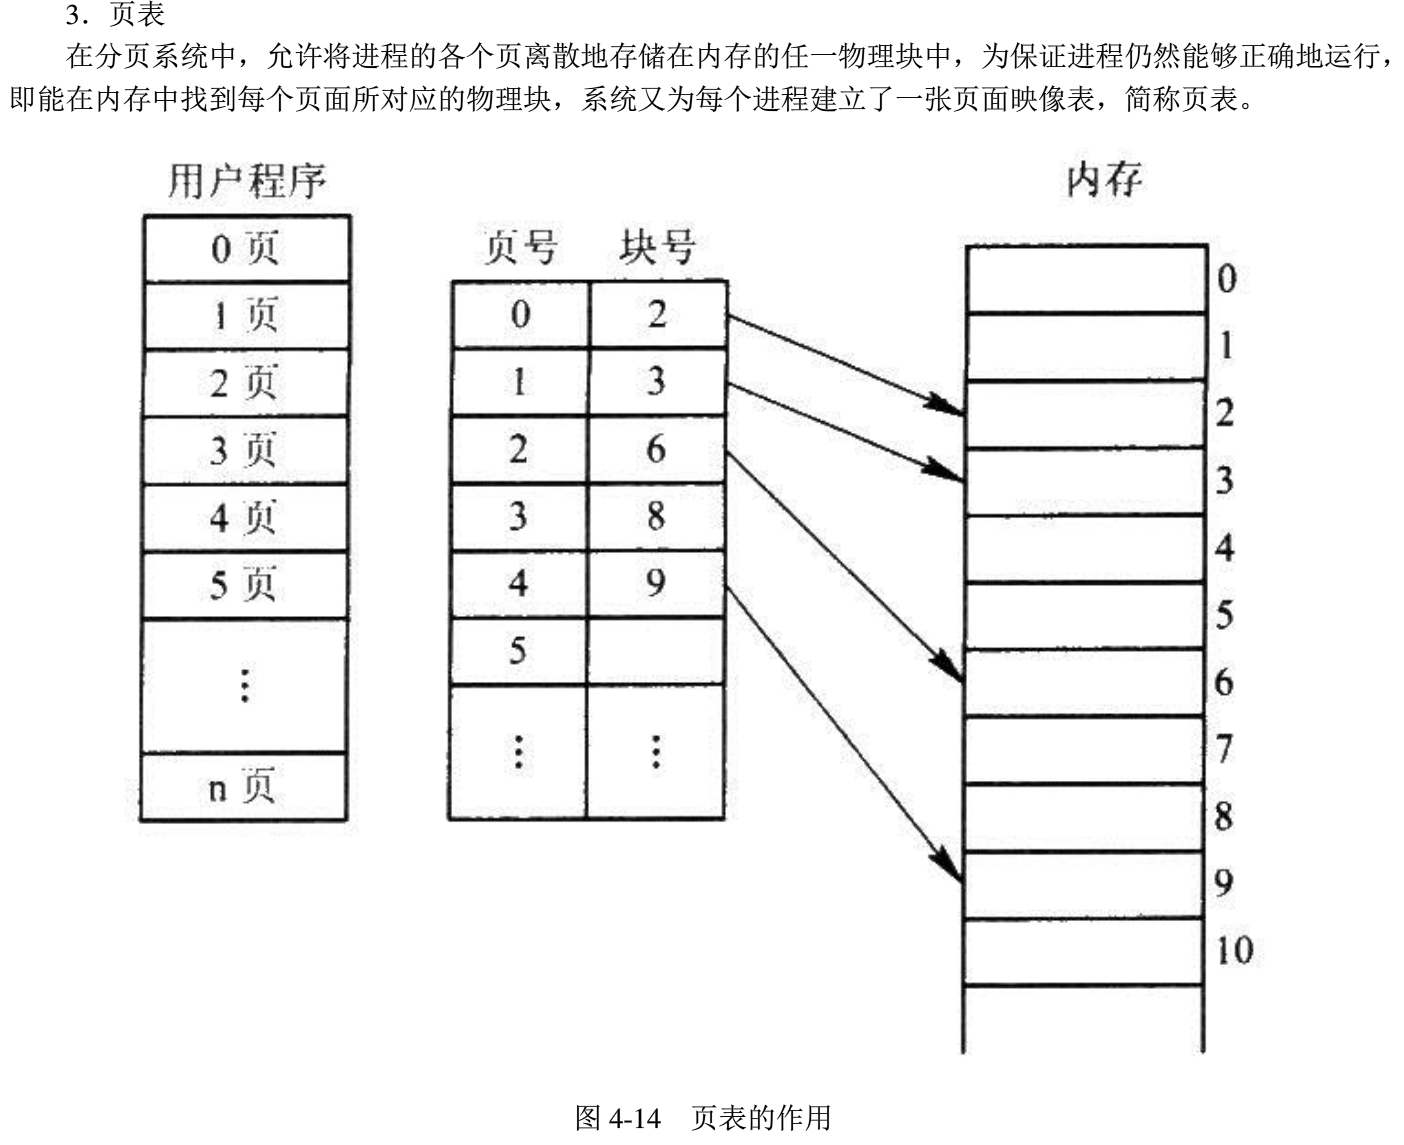 3．页表
在分页系统中，允许将进程的各个页离散地存储在内存的任一物理块中，为保证进程仍然能够正确地运行，
即能在内存中找到每个页面所对应的物理块，系统又为每个进程建立了一张页面映像表，简称页表。
用户程序
0 页
1 页
2 页
3 页
4 页
5 页
⋮
n 页
页号 块号
0 2
1 3
2 6
3 8
4 9
5
⋮ ⋮
内存
0
1
2
3
4
5
6
7
8
9
10
图 4-14 页表的作用